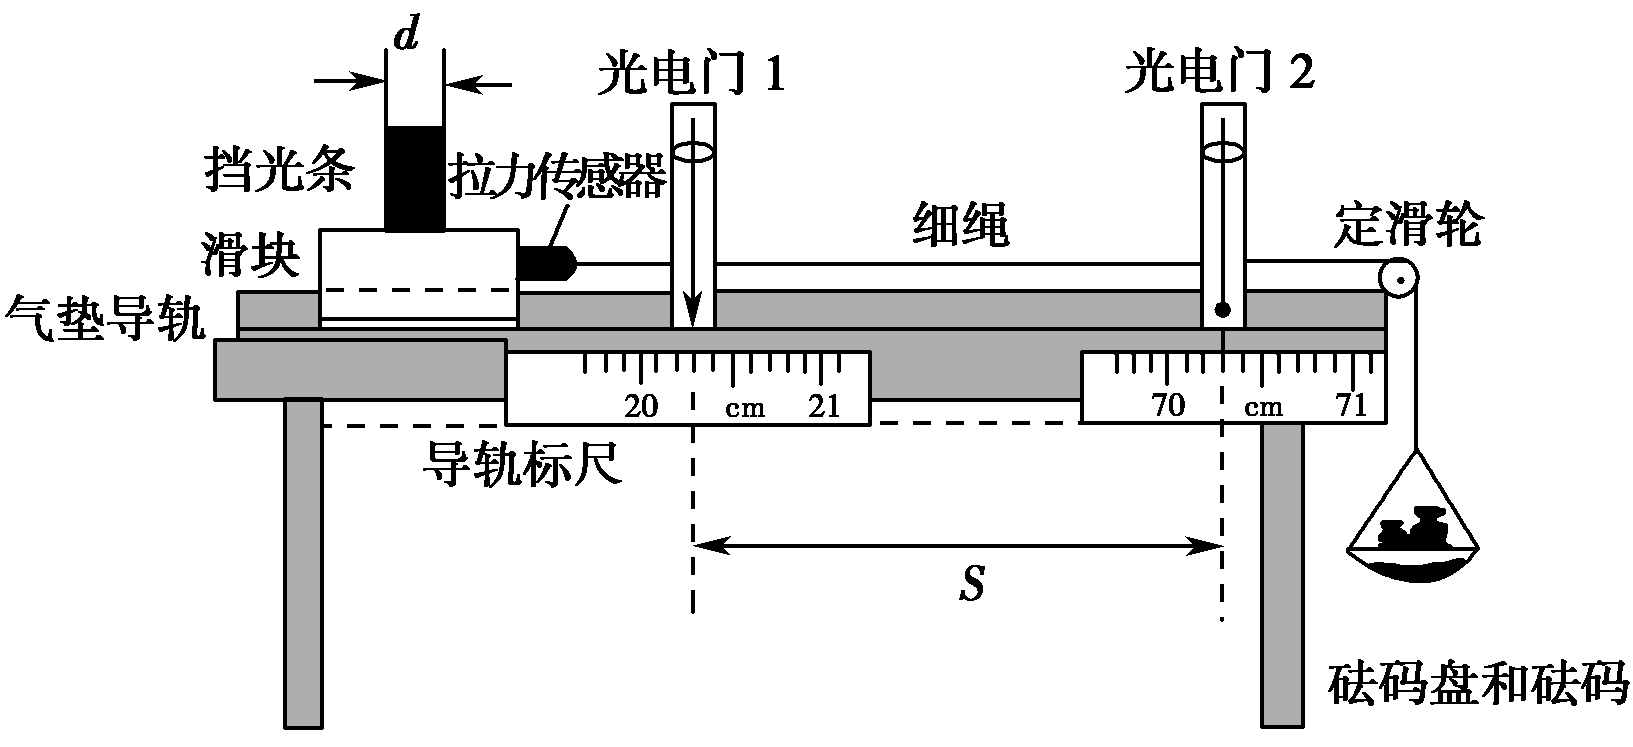 d
光电门 1
光电门 2
挡光条
拉力传感器
滑块
细绳
定滑轮
气垫导轨
20 cm 21
70 cm 71
导轨标尺
S
砝码盘和砝码